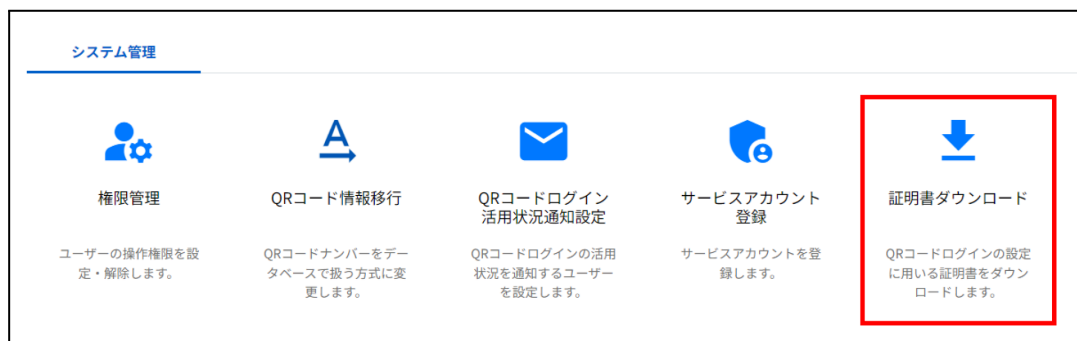 システム管理
権限管理
ユーザーの操作権限を設
定・解除します。
QRコード情報移行
QRコードナンバーをデー
タベースで扱う方式に変
更します。
QRコードログイン
活用状況通知設定
QRコードログインの活用
状況を通知するユーザー
を設定します。
サービスアカウント
登録
サービスアカウントを登
録します。
証明書ダウンロード
QRコードログインの設定
に用いる証明書をダウン
ロードします。